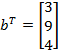 b^T = [3
9
4]